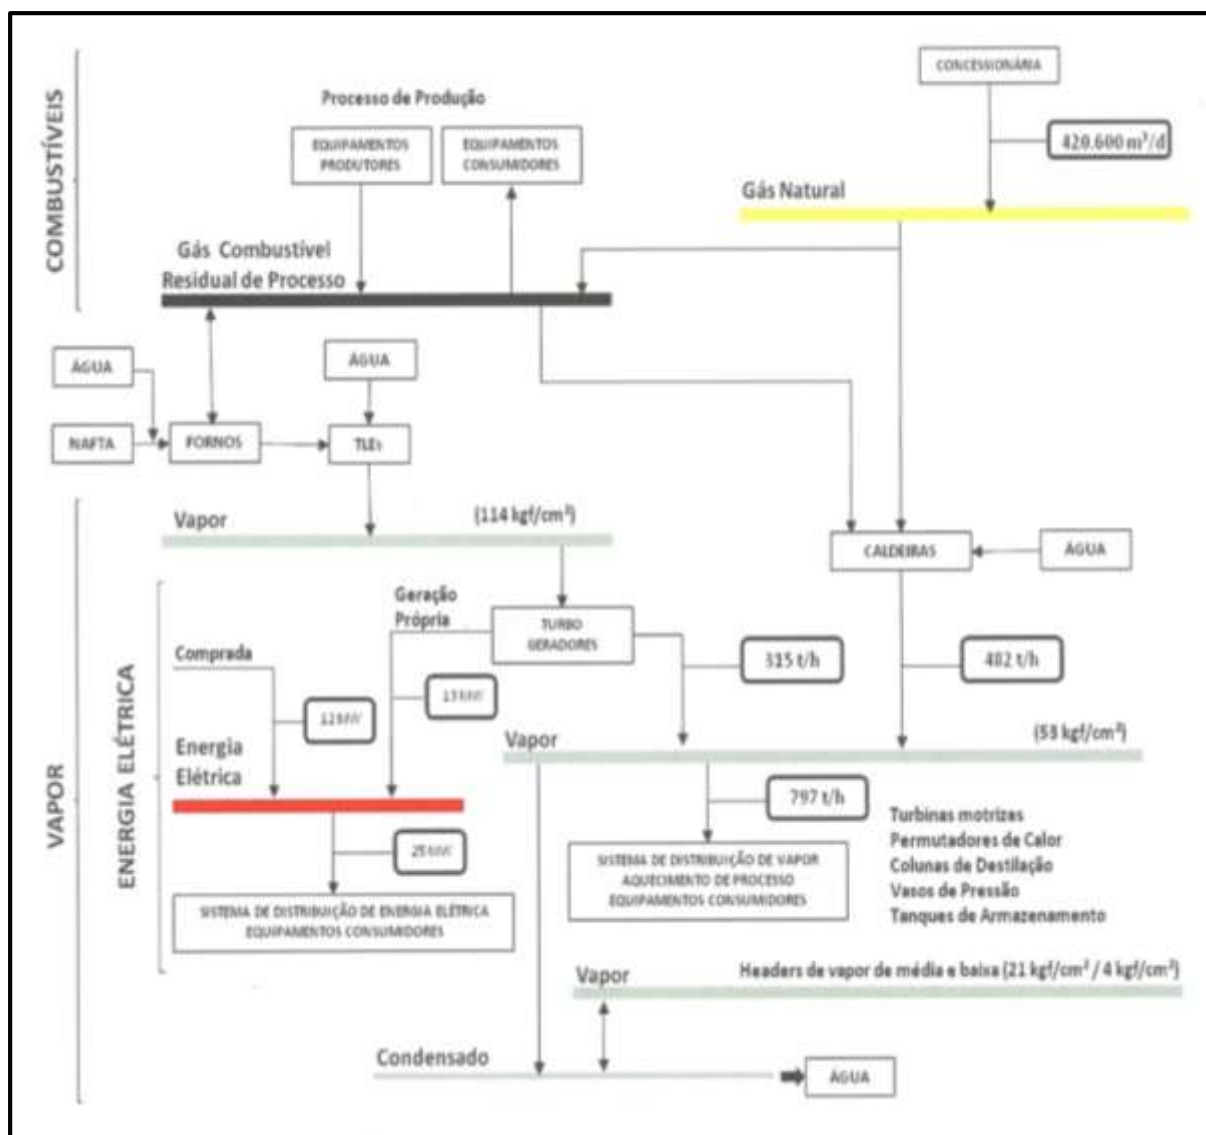 CONCESSIONÁRIA
COMBUSTÍVEIS
Processo de Produção
EQUIPAMENTOS
PRODUTORES
EQUIPAMENTOS
CONSUMIDORES
420.600 m³/d
Gás Natural
Gás Combustível
Residual de Processo
ÁGUA
ÁGUA
NAFTA
FORNOS
TLEs
Vapor
(114 kgf/cm²)
CALDEIRAS
ÁGUA
VAPOR
ENERGIA ELÉTRICA
Geração
Própria
TURBO
GERADORES
Comprada
315 t/h
482 t/h
12 MW
13 MW
Energia
Elétrica
Vapor
(53 kgf/cm²)
797 t/h
25 MW
Turbinas motrizas
Permutadores de Calor
Colunas de Destilação
Vasos de Pressão
Tanques de Armazenamento
SISTEMA DE DISTRIBUIÇÃO DE VAPOR
AQUECIMENTO DE PROCESSO
EQUIPAMENTOS CONSUMIDORES
SISTEMA DE DISTRIBUIÇÃO DE ENERGIA ELÉTRICA
EQUIPAMENTOS CONSUMIDORES
Vapor
Headers de vapor de média e baixa (21 kgf/cm² / 4 kgf/cm²)
Condensado
ÁGUA